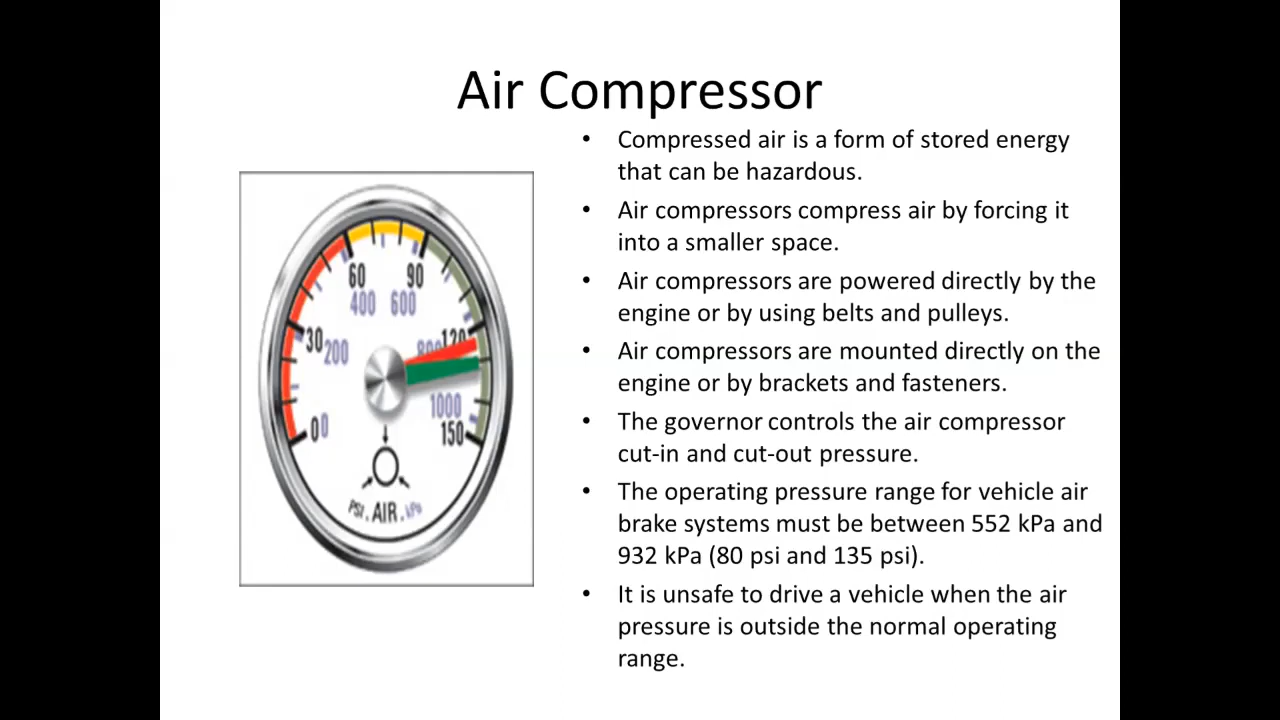 Air Compressor
• Compressed air is a form of stored energy
that can be hazardous.
• Air compressors compress air by forcing it
into a smaller space.
• Air compressors are powered directly by the
engine or by using belts and pulleys.
• Air compressors are mounted directly on the
engine or by brackets and fasteners.
• The governor controls the air compressor
cut-in and cut-out pressure.
• The operating pressure range for vehicle air
brake systems must be between 552 kPa and
932 kPa (80 psi and 135 psi).
• It is unsafe to drive a vehicle when the air
pressure is outside the normal operating
range.
60 90
400 600
30 200 800 120
1000
0 0 150
PSI. AIR. kPa